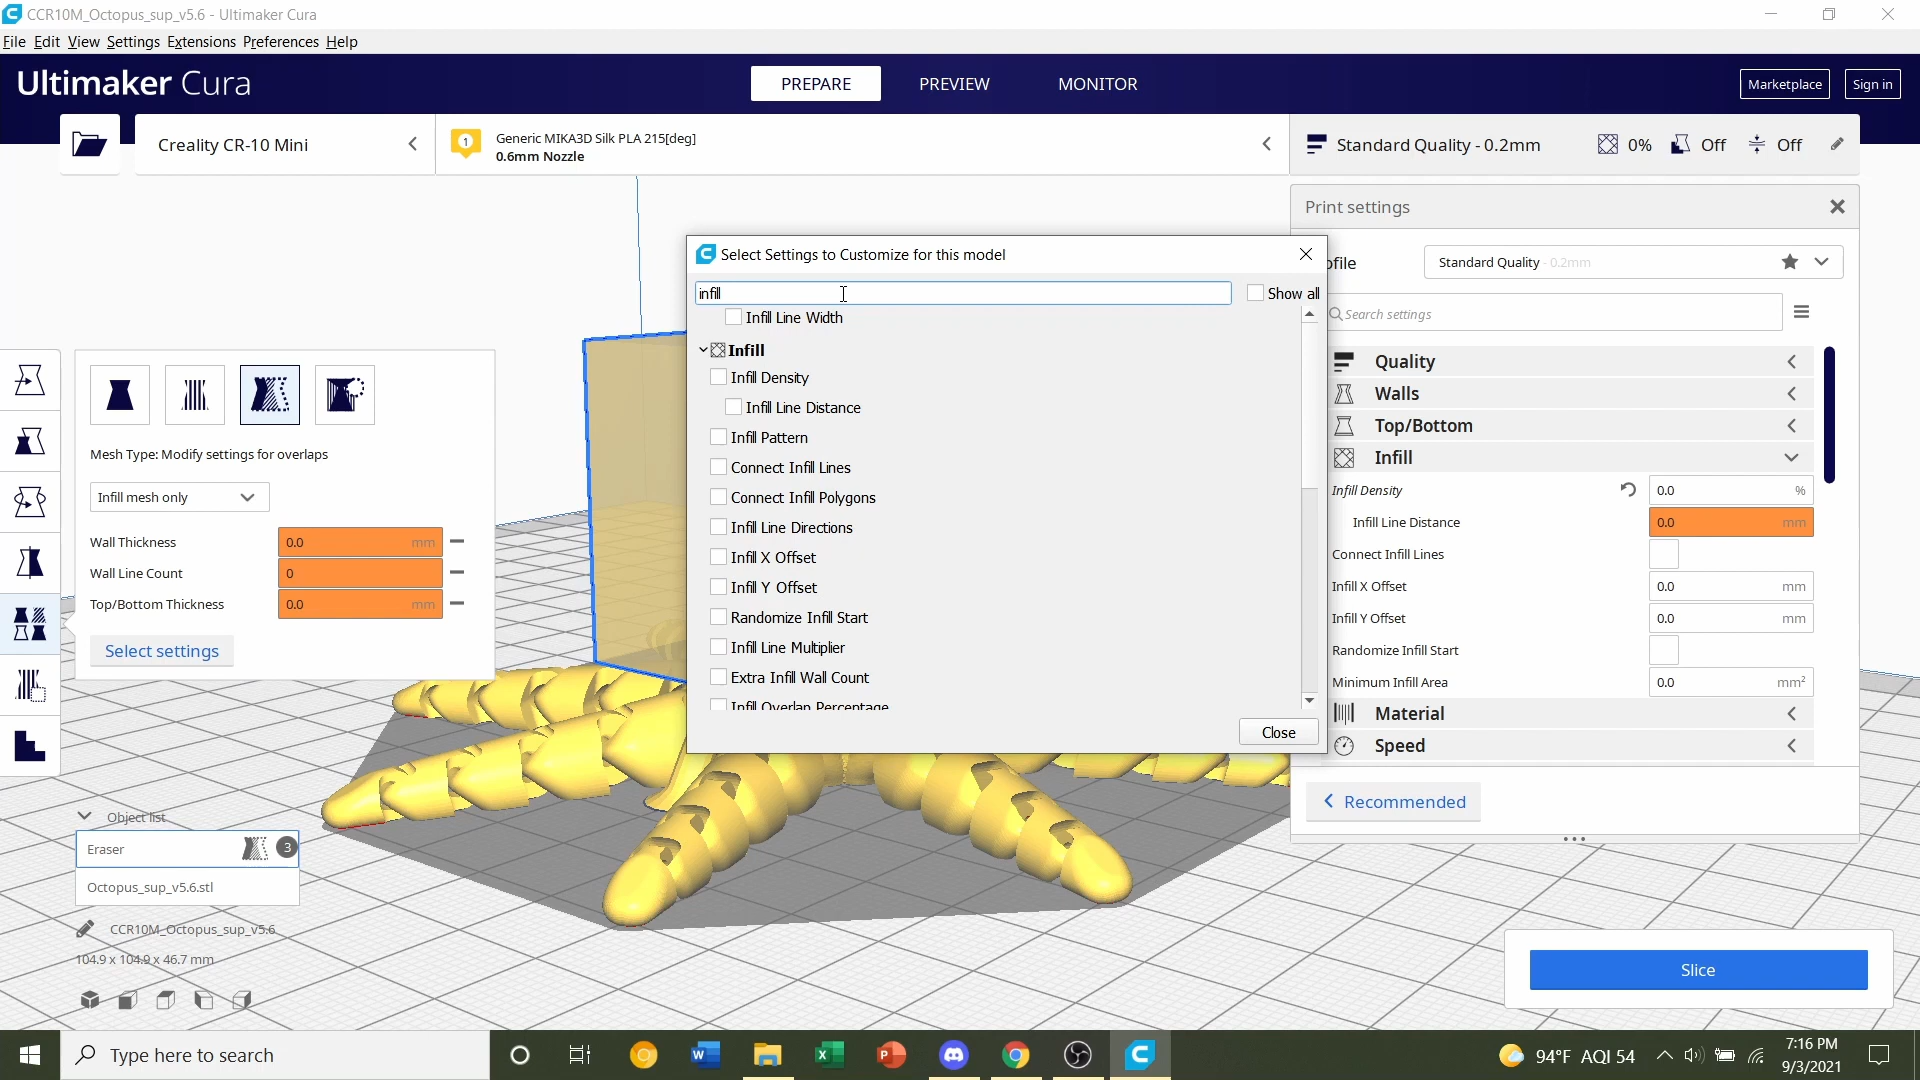 CCR10M_Octopus_sup_v5.6 - Ultimaker Cura
File Edit View Settings Extensions Preferences Help
Ultimaker Cura
PREPARE
PREVIEW
MONITOR
Marketplace
Sign in
Creality CR-10 Mini
1
Generic MIKA3D Silk PLA 215[deg]
0.6mm Nozzle
Standard Quality - 0.2mm
0%
Off
Off
Print settings
Select Settings to Customize for this model
infill
Show all
Infill Line Width
Infill
Infill Density
Infill Line Distance
Infill Pattern
Connect Infill Lines
Connect Infill Polygons
Infill Line Directions
Infill X Offset
Infill Y Offset
Randomize Infill Start
Infill Line Multiplier
Extra Infill Wall Count
Infill Overlap Percentage
Close
ofile
Standard Quality - 0.2mm
Search settings
Quality
Walls
Top/Bottom
Infill
Infill Density 0.0 %
Infill Line Distance 0.0 mm
Connect Infill Lines
Infill X Offset 0.0 mm
Infill Y Offset 0.0 mm
Randomize Infill Start
Minimum Infill Area 0.0 mm²
Material
Speed
Recommended
Mesh Type: Modify settings for overlaps
Infill mesh only
Wall Thickness 0.0 mm
Wall Line Count 0
Top/Bottom Thickness 0.0 mm
Select settings
Object list
Eraser 3
Octopus_sup_v5.6.stl
CCR10M_Octopus_sup_v5.6
104.9 x 104.9 x 46.7 mm
Slice
Type here to search
94°F AQI 54
7:16 PM
9/3/2021